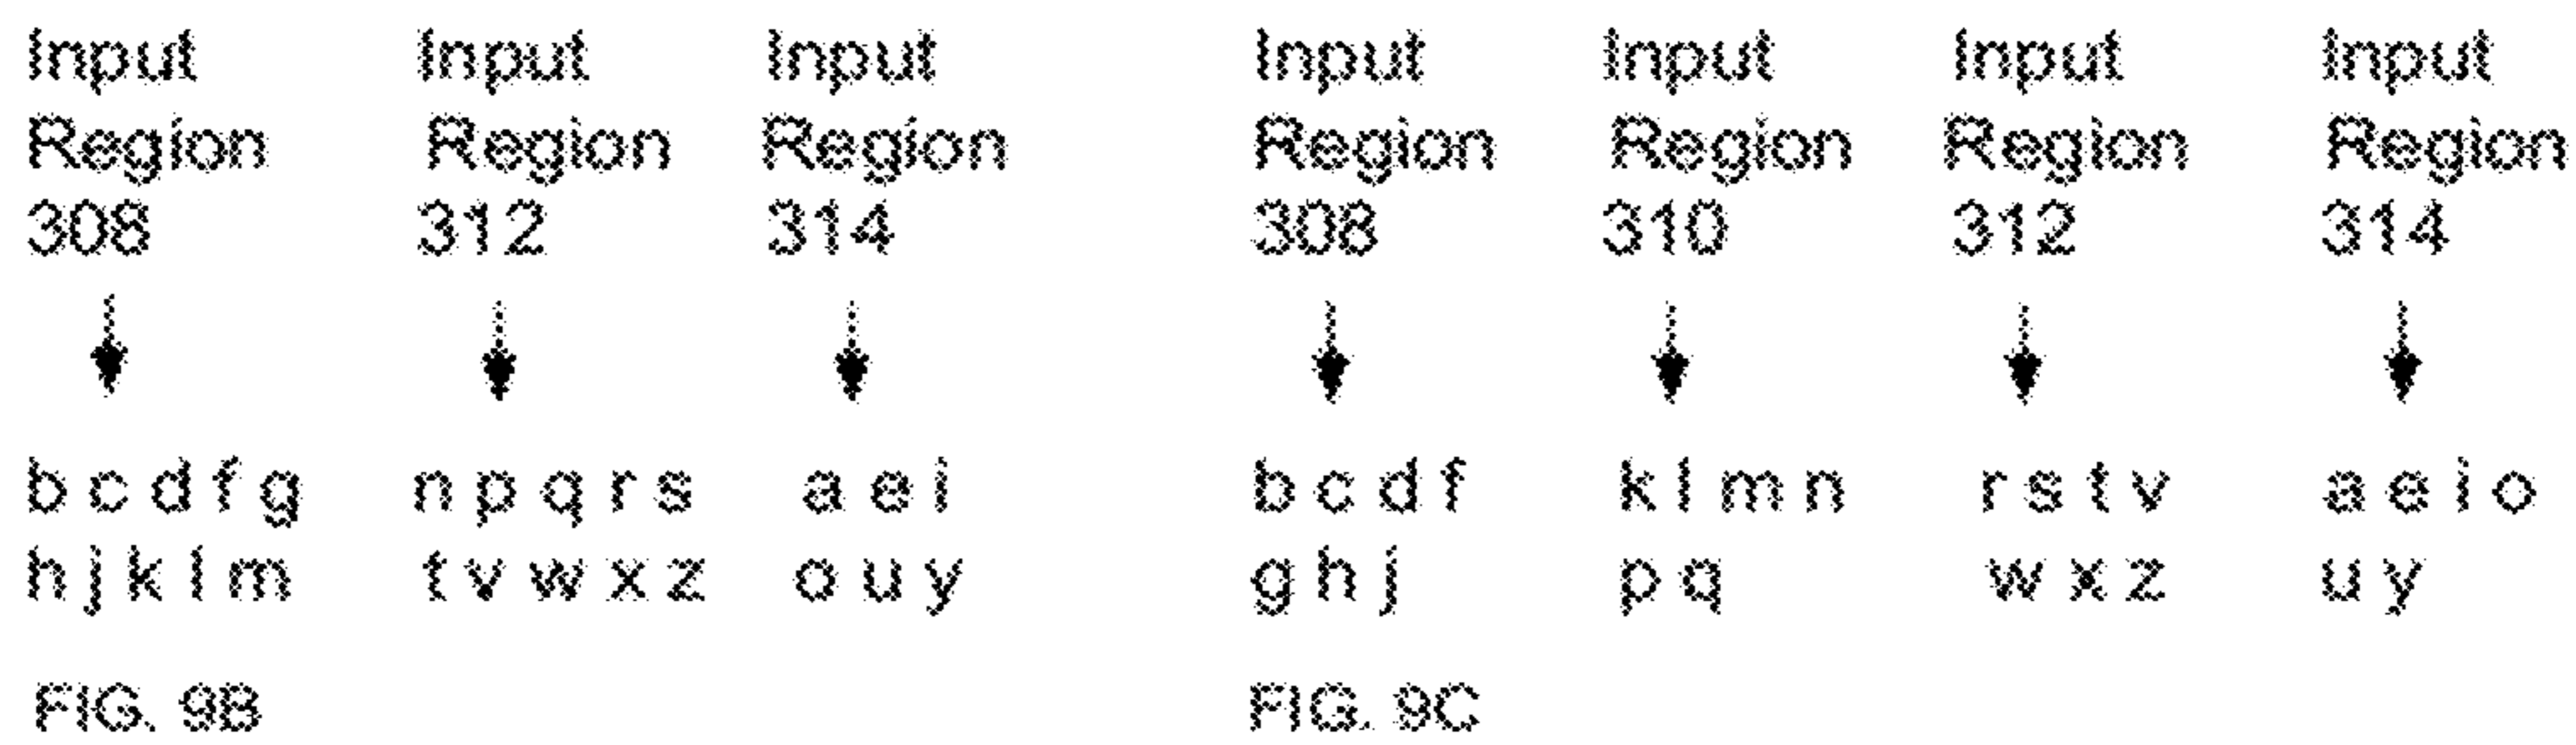 Input Input Input Input Input Input Input
Region Region Region Region Region Region Region
308 312 314 308 310 312 314
b c d f g n p q r s a e i b c d f k l m n r s t v a e i o
h j k l m t v w x z o u y g h j p q w x z u y
FIG. 9B FIG. 9C